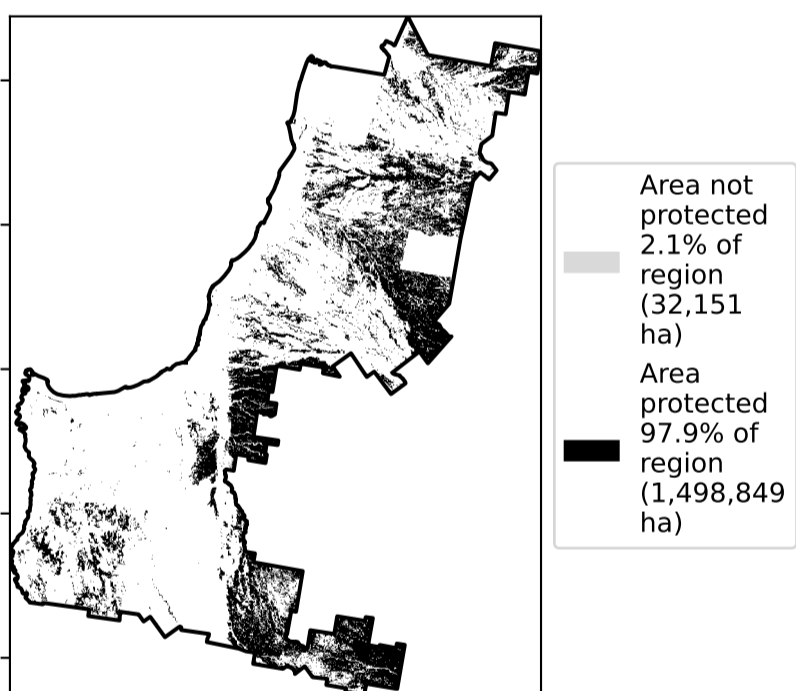 Area not
protected
2.1% of
region
(32,151
ha)
Area
protected
97.9% of
region
(1,498,849
ha)